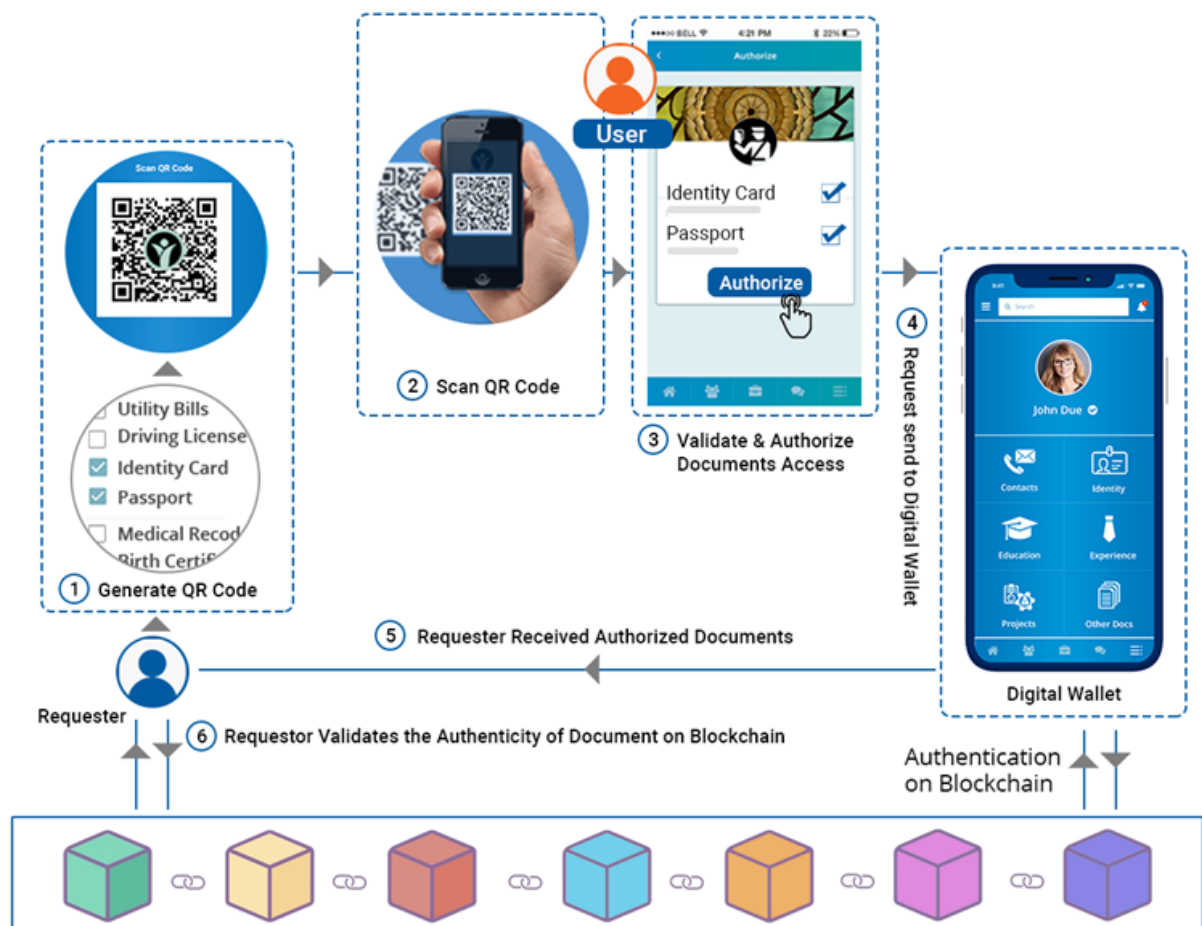 Scan QR Code
Utility Bills
Driving License
Identity Card
Passport
Medical Recod
Birth Certif
1 Generate QR Code
2 Scan QR Code
BELL 4:21 PM 22%
Authorize
User
Identity Card
Passport
Authorize
3 Validate & Authorize
Documents Access
4 Request send to Digital Wallet
9:41
Search
John Due
Contacts
Identity
Education
Experience
Projects
Other Docs
Digital Wallet
5 Requester Received Authorized Documents
Requester
6 Requestor Validates the Authenticity of Document on Blockchain
Authentication
on Blockchain